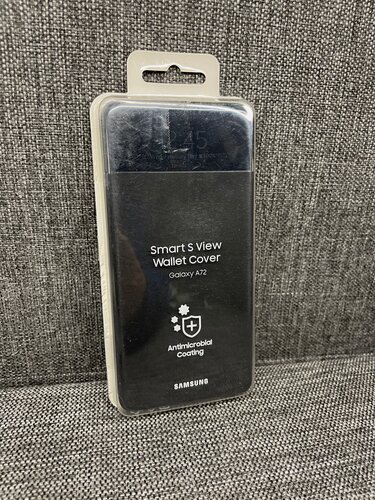 Smart S View
Wallet Cover
Galaxy A72
Antimicrobial
Coating
SAMSUNG